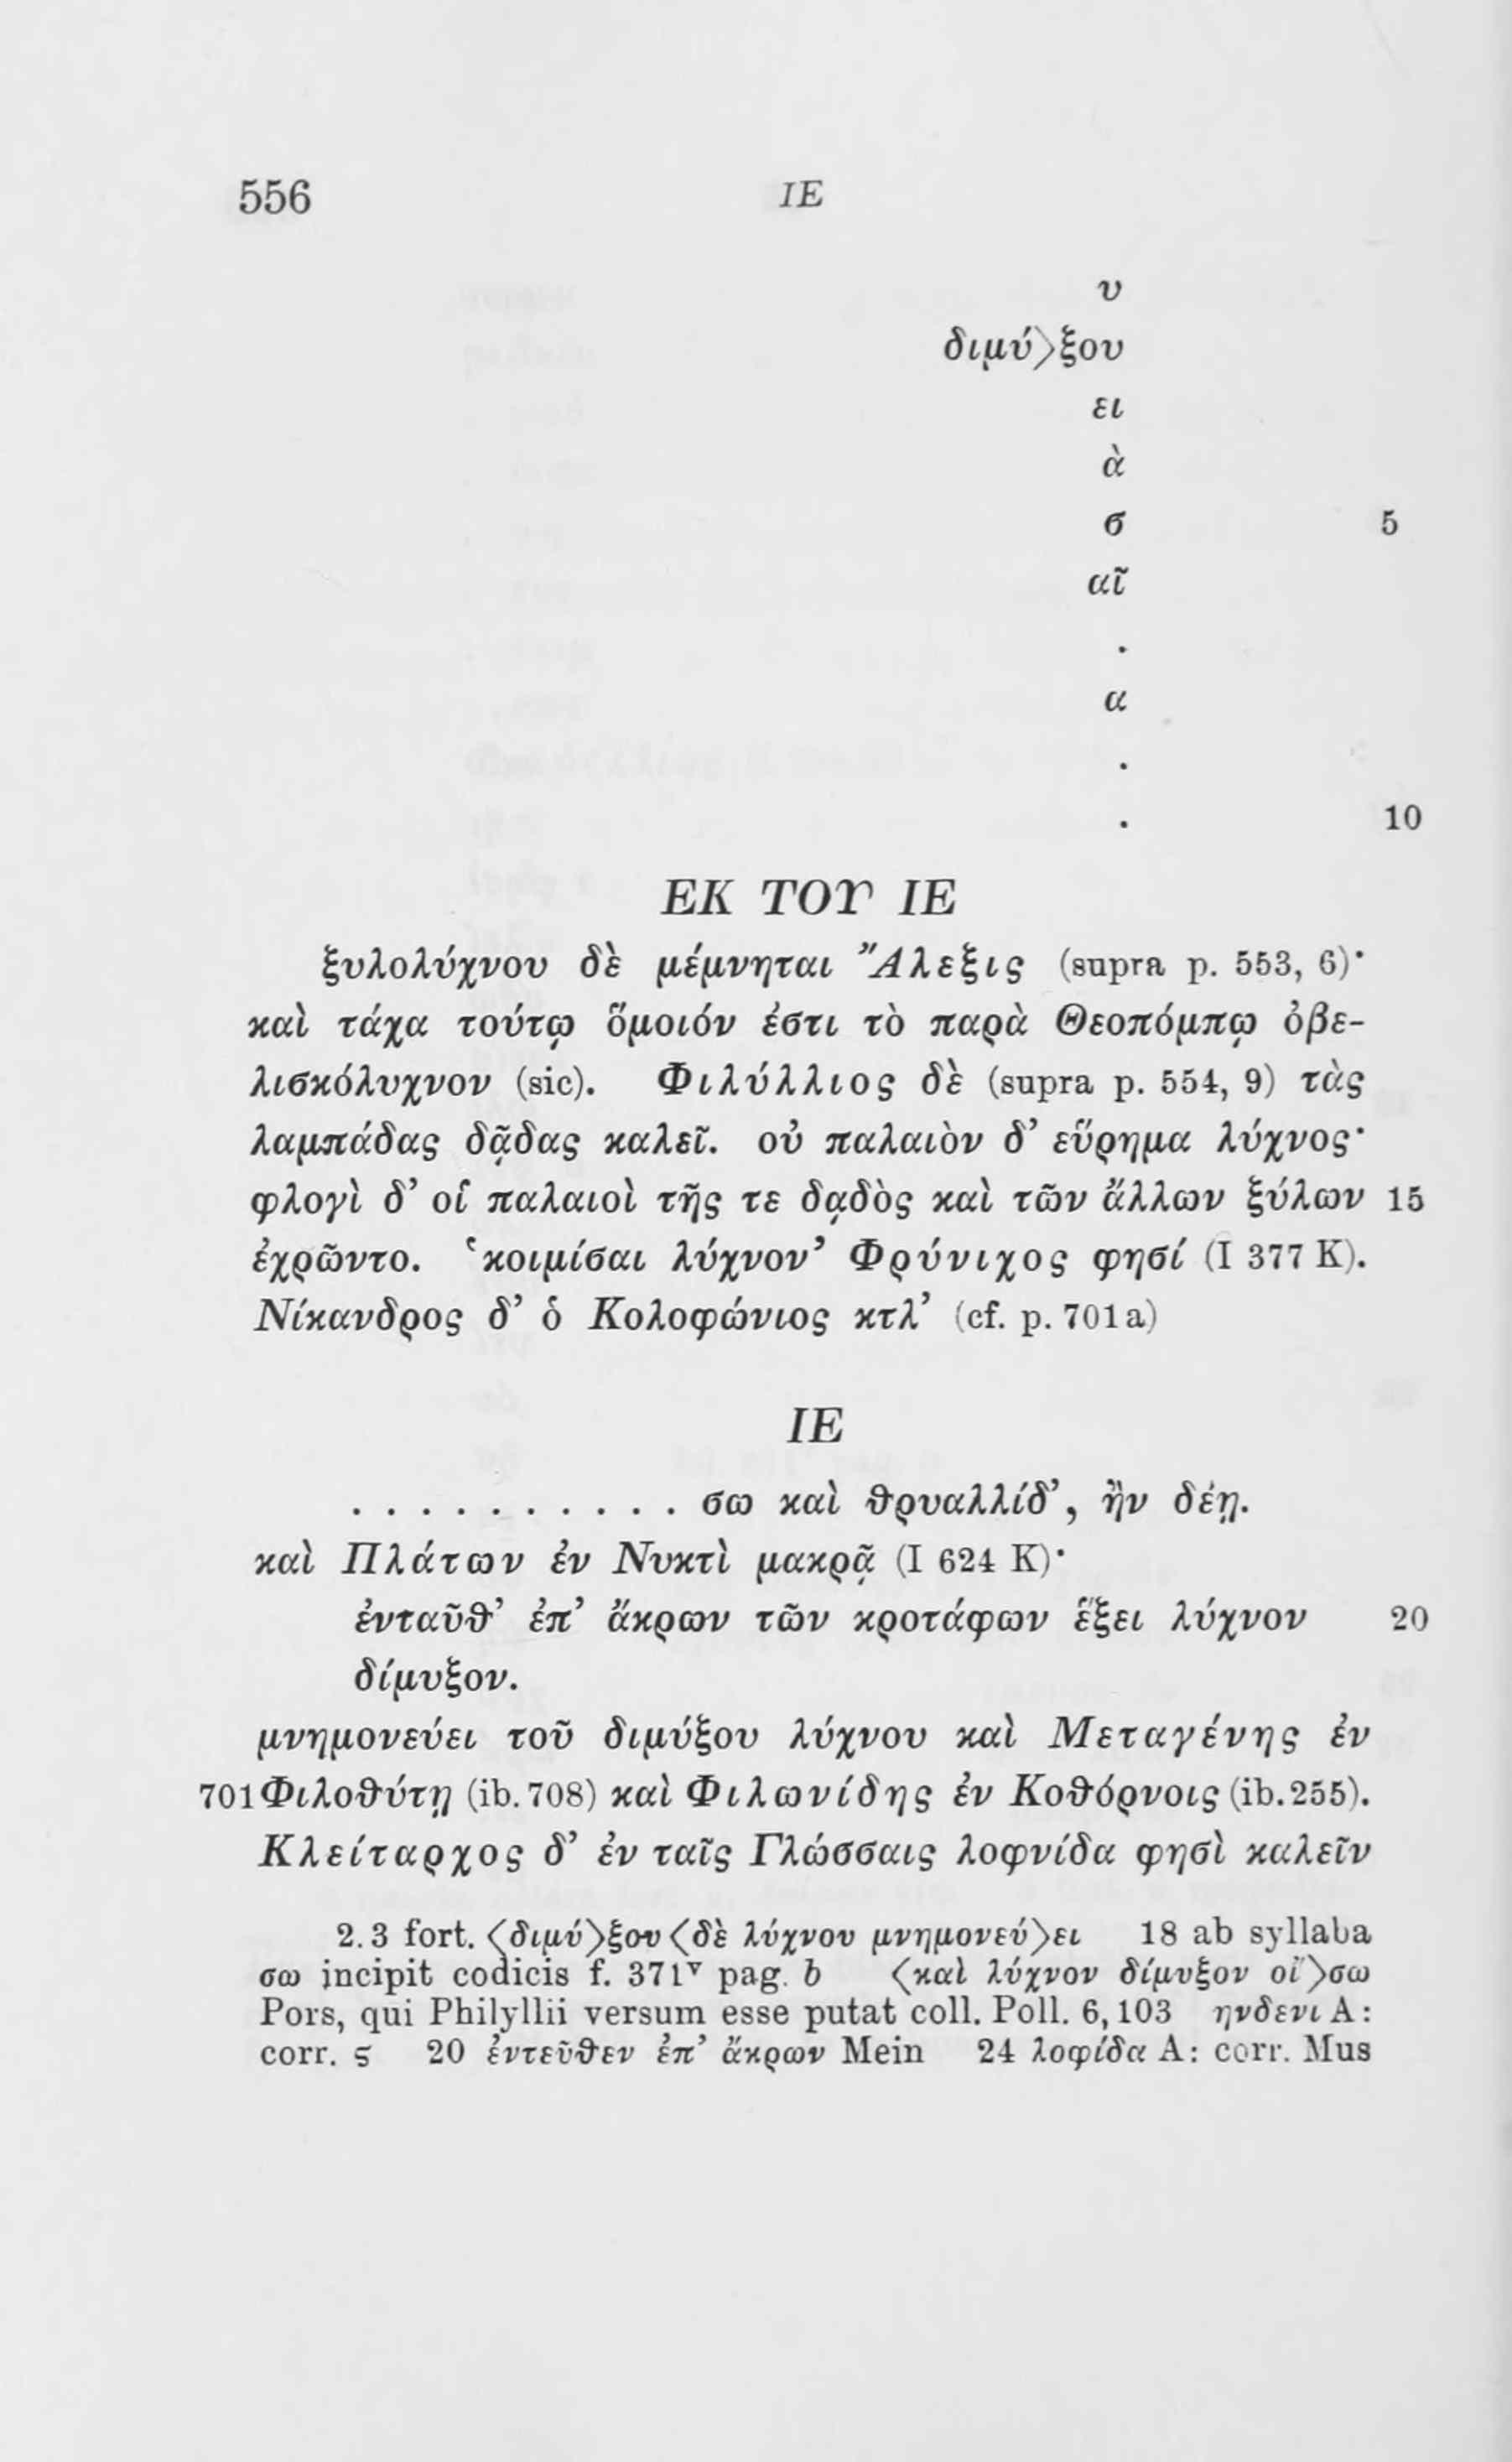 556 ΙΕ
υ
διμύ〉ξου
ει
ὰ
σ 5
αῖ
.
α
.
. 10
ΕΚ ΤΟΥ ΙΕ
ξυλολύχνου δὲ μέμνηται Ἄλεξις (supra p. 553, 6)·
καὶ τάχα τούτῳ ὅμοιόν ἐστι τὸ παρὰ Θεοπόμπῳ ὀβε-
λισκόλυχνον (sic). Φιλύλλιος δὲ (supra p. 554, 9) τὰς
λαμπάδας δᾷδας καλεῖ. οὐ παλαιὸν δ’ εὕρημα λύχνος·
φλογὶ δ’ οἱ παλαιοὶ τῆς τε δᾳδὸς καὶ τῶν ἄλλων ξύλων 15
ἐχρῶντο. ‘κοιμίσαι λύχνον’ Φρύνιχος φησί (I 377 K).
Νίκανδρος δ’ ὁ Κολοφώνιος κτλ’ (cf. p. 701a)
ΙΕ
. . . . . . . . . . σω καὶ θρυαλλίδ’, ἢν δέῃ.
καὶ Πλάτων ἐν Νυκτὶ μακρᾷ (I 624 K)·
ἐνταῦθ’ ἐπ’ ἄκρων τῶν κροτάφων ἕξει λύχνον 20
δίμυξον.
μνημονεύει τοῦ διμύξου λύχνου καὶ Μεταγένης ἐν
701 Φιλοθύτῃ (ib. 708) καὶ Φιλωνίδης ἐν Κοθόρνοις (ib. 255).
Κλείταρχος δ’ ἐν ταῖς Γλώσσαις λοφνίδα φησὶ καλεῖν
2. 3 fort. 〈διμύ〉ξου 〈δὲ λύχνου μνημονεύ〉ει 18 ab syllaba
σω incipit codicis f. 371ᵛ pag. b 〈καὶ λύχνον δίμυξον οἴ〉σω
Pors, qui Philyllii versum esse putat coll. Poll. 6, 103 ηνδενι A:
corr. ς 20 ἐντεῦθεν ἐπ’ ἄκρων Mein 24 λοφίδα A: corr. Mus